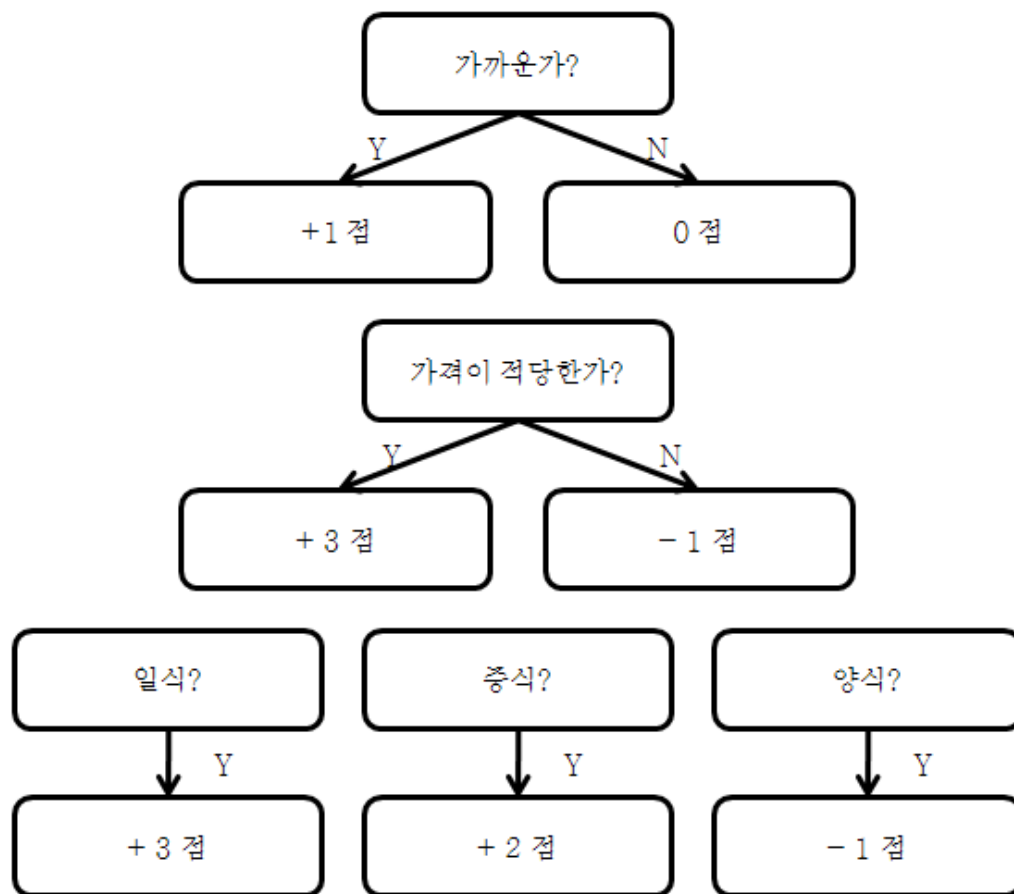 가까운가?
Y
N
+1 점
0 점
가격이 적당한가?
Y
N
+ 3 점
- 1 점
일식?
중식?
양식?
Y
Y
Y
+ 3 점
+ 2 점
- 1 점